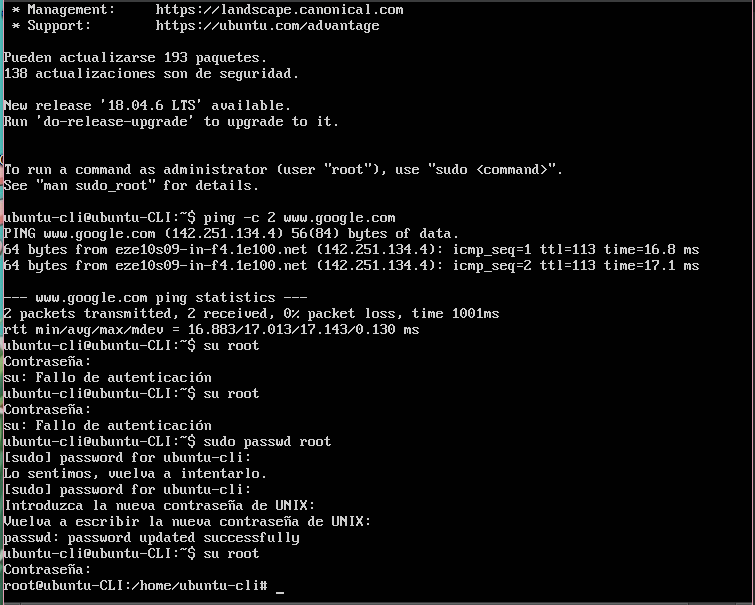 * Management:     https://landscape.canonical.com
* Support:        https://ubuntu.com/advantage
Pueden actualizarse 193 paquetes.
138 actualizaciones son de seguridad.
New release '18.04.6 LTS' available.
Run 'do-release-upgrade' to upgrade to it.
To run a command as administrator (user "root"), use "sudo <command>".
See "man sudo_root" for details.
ubuntu-cli@ubuntu-CLI:~$ ping -c 2 www.google.com
PING www.google.com (142.251.134.4) 56(84) bytes of data.
64 bytes from eze10s09-in-f4.1e100.net (142.251.134.4): icmp_seq=1 ttl=113 time=16.8 ms
64 bytes from eze10s09-in-f4.1e100.net (142.251.134.4): icmp_seq=2 ttl=113 time=17.1 ms
--- www.google.com ping statistics ---
2 packets transmitted, 2 received, 0% packet loss, time 1001ms
rtt min/avg/max/mdev = 16.883/17.013/17.143/0.130 ms
ubuntu-cli@ubuntu-CLI:~$ su root
Contraseña:
su: Fallo de autenticación
ubuntu-cli@ubuntu-CLI:~$ su root
Contraseña:
su: Fallo de autenticación
ubuntu-cli@ubuntu-CLI:~$ sudo passwd root
[sudo] password for ubuntu-cli:
Lo sentimos, vuelva a intentarlo.
[sudo] password for ubuntu-cli:
Introduzca la nueva contraseña de UNIX:
Vuelva a escribir la nueva contraseña de UNIX:
passwd: password updated successfully
ubuntu-cli@ubuntu-CLI:~$ su root
Contraseña:
root@ubuntu-CLI:/home/ubuntu-cli# _